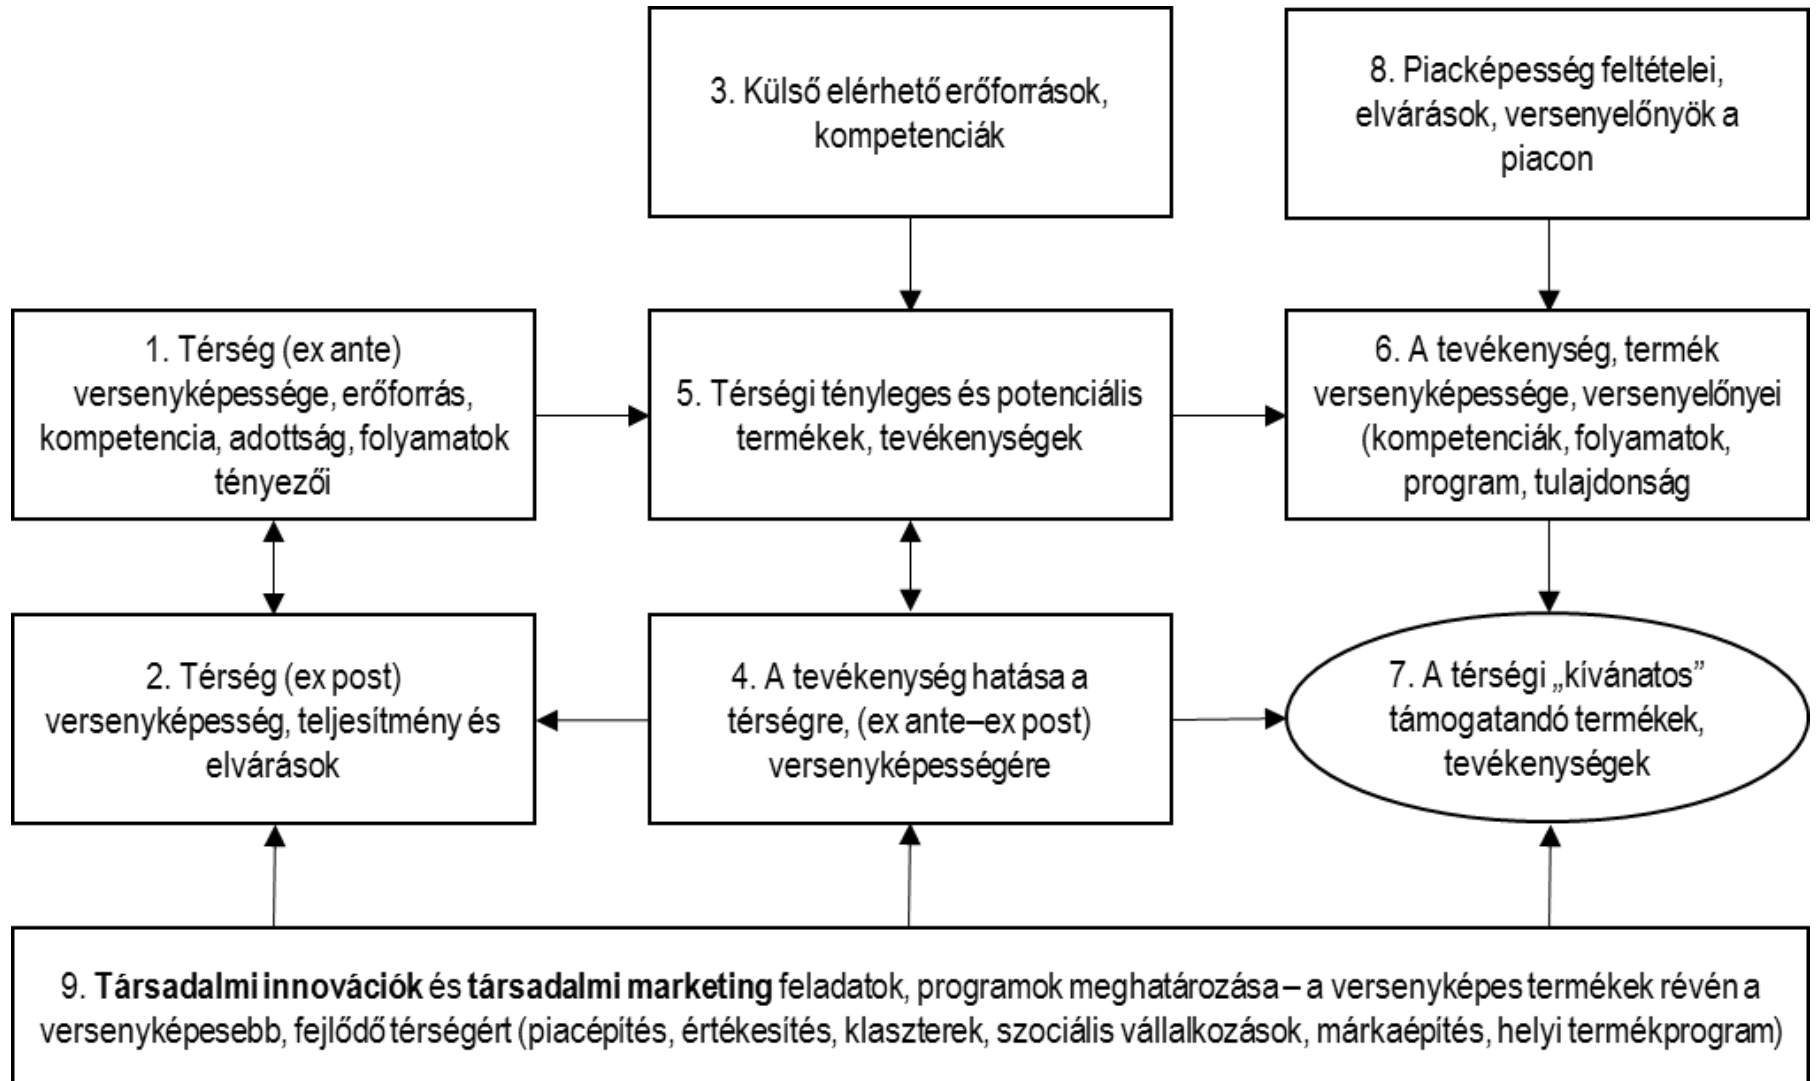 3. Külső elérhető erőforrások,
kompetenciák
8. Piacképesség feltételei,
elvárások, versenyelőnyök a
piacon
1. Térség (ex ante)
versenyképessége, erőforrás,
kompetencia, adottság, folyamatok
tényezői
5. Térségi tényleges és potenciális
termékek, tevékenységek
6. A tevékenység, termék
versenyképessége, versenyelőnyei
(kompetenciák, folyamatok,
program, tulajdonság
2. Térség (ex post)
versenyképesség, teljesítmény és
elvárások
4. A tevékenység hatása a
térségre, (ex ante–ex post)
versenyképességére
7. A térségi „kívánatos”
támogatandó termékek,
tevékenységek
9. Társadalmi innovációk és társadalmi marketing feladatok, programok meghatározása – a versenyképes termékek révén a
versenyképesebb, fejlődő térségért (piacépítés, értékesítés, klaszterek, szociális vállalkozások, márkaépítés, helyi termékprogram)